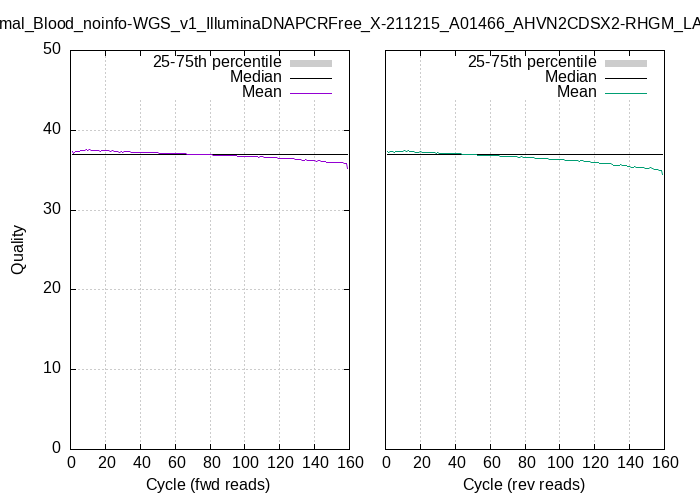 mal_Blood_noinfo-WGS_v1_IlluminaDNAPCRFree_X-211215_A01466_AHVN2CDSX2-RHGM_LA
25-75th percentile
Median
Mean
25-75th percentile
Median
Mean
50
40
30
20
10
0
Quality
0 20 40 60 80 100 120 140 160
0 20 40 60 80 100 120 140 160
Cycle (fwd reads)
Cycle (rev reads)